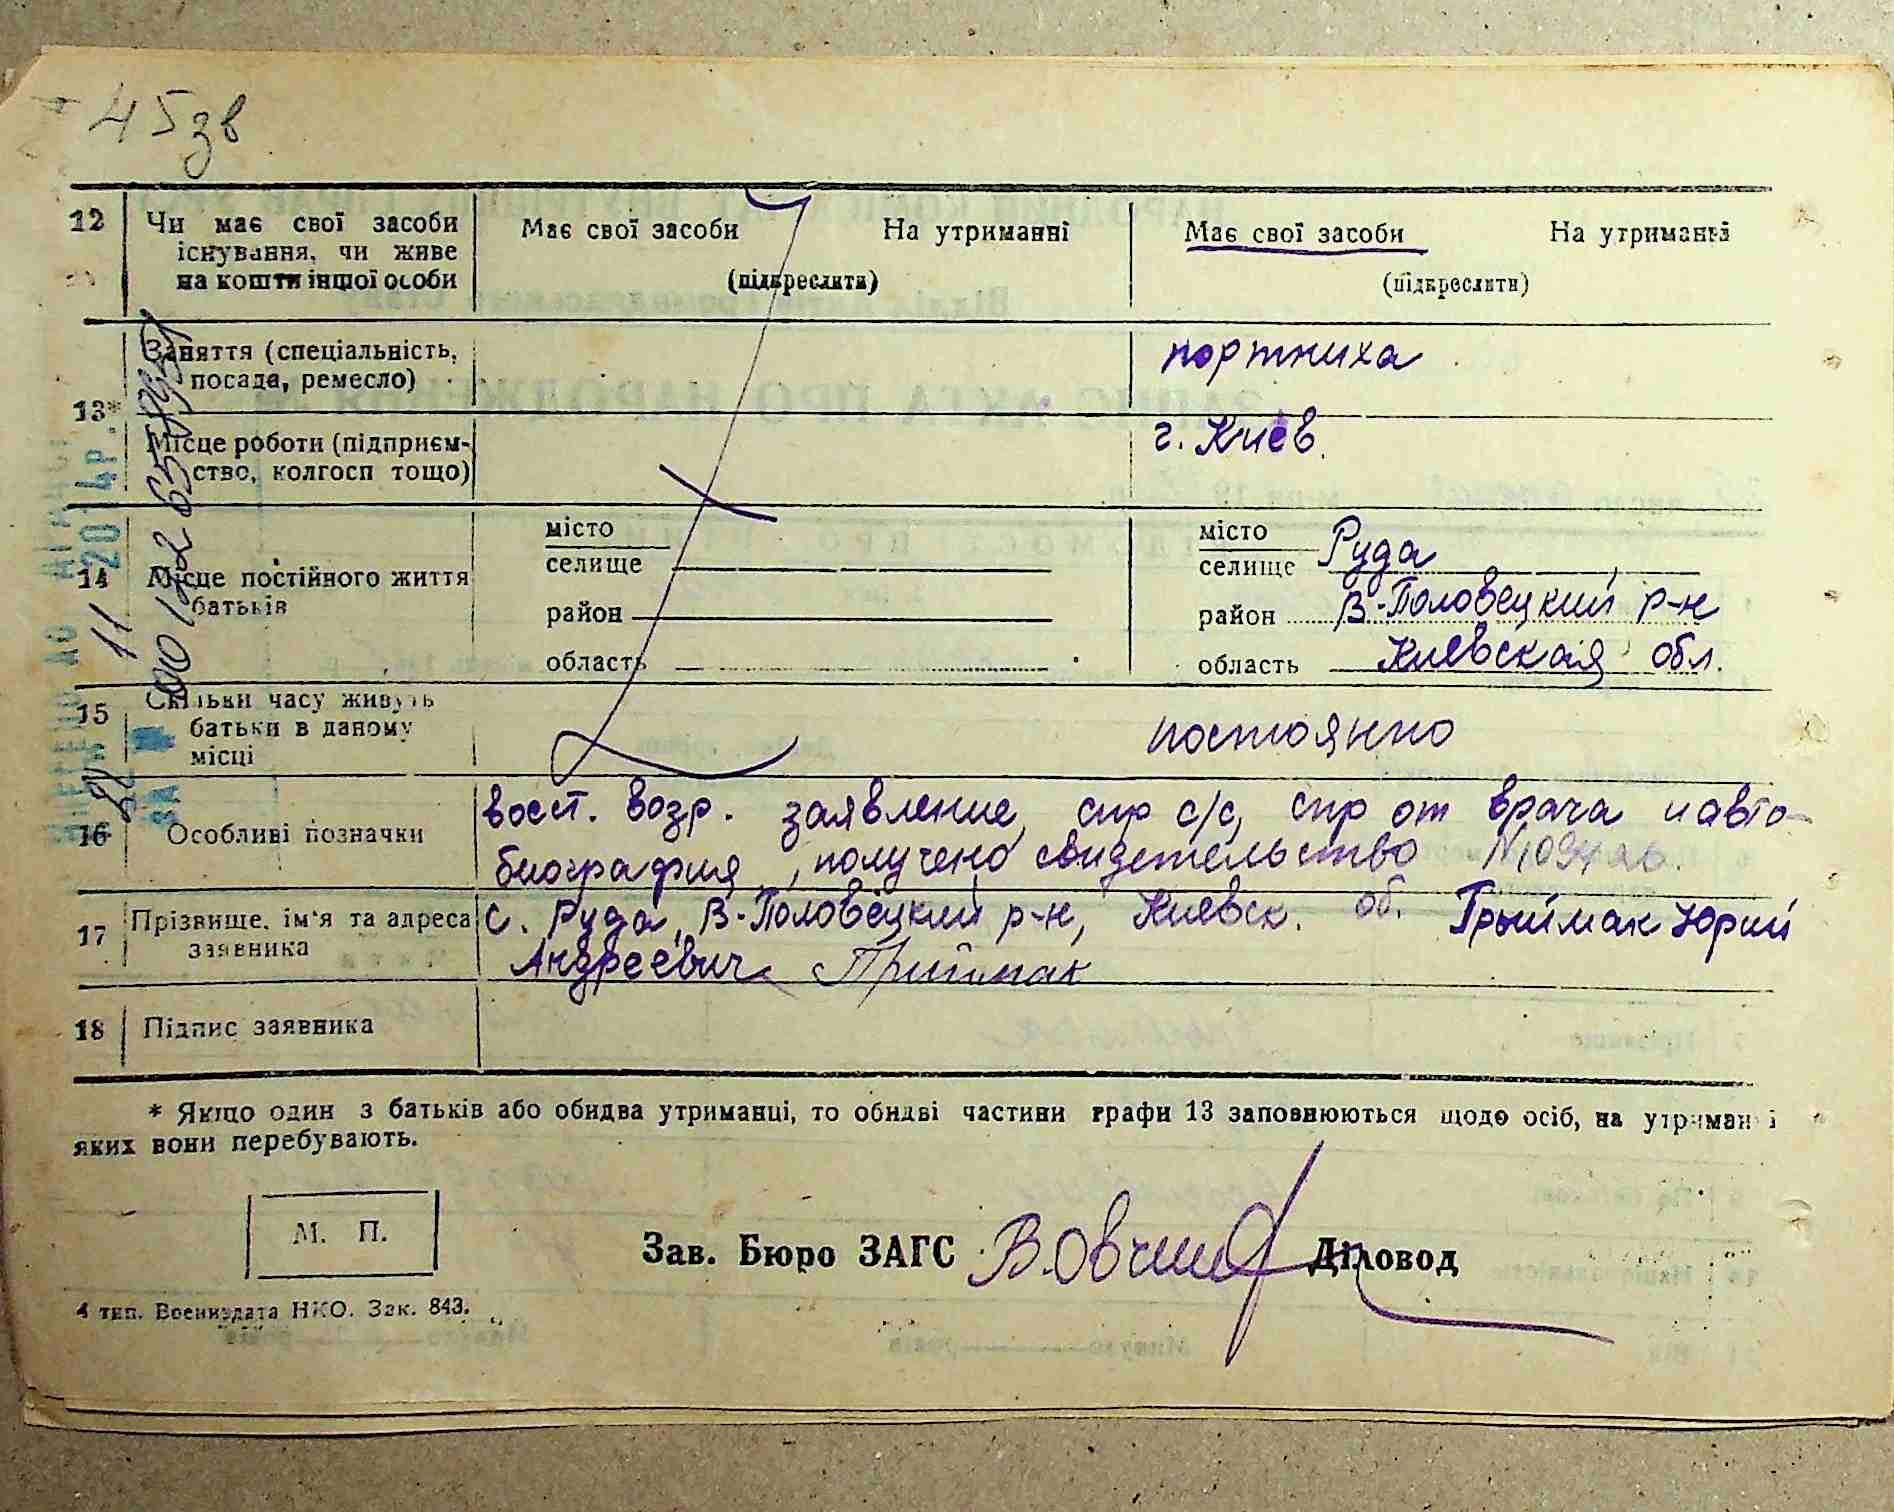 45зв
12 Чи має свої засоби існування, чи живе на кошти іншої особи
Має свої засоби На утриманні
(підкреслити)
Має свої засоби На утриманні
(підкреслити)
13*
Заняття (спеціальність, посада, ремесло)
портниха
Місце роботи (підприємство, колгосп тощо)
г. Киев.
14 Місце постійного життя батьків
місто
селище
район
область
місто
селище Руда
район В-Половецкий р-н
область Киевская обл.
15 Скільки часу живуть батьки в даному місці
постоянно
16 Особливі позначки
вост. возр. заявление, спр с/с, спр от врача и авто-
биография, получено свидетельство
17 Прізвище, ім'я та адреса заявника
с. Руда, В-Половецкий р-н, Киевск. об. Прыймак Юрий
Андреевич Приймак
18 Підпис заявника
* Якщо один з батьків або обидва утриманці, то обидві частини графи 13 заповнюються щодо осіб, на утриманні
яких вони перебувають.
М. П.
Зав. Бюро ЗАГС Діловод
4 тип. Воениздата НКО. Зак. 843.